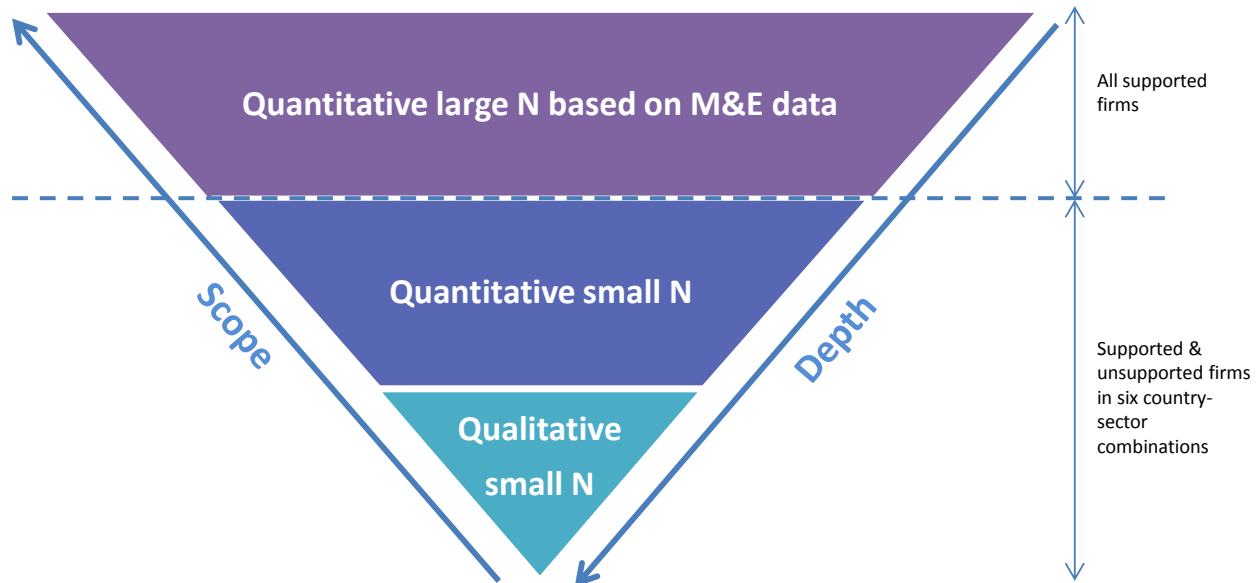 Quantitative large N based on M&E data
All supported
firms
Quantitative small N
Scope
Depth
Qualitative
small N
Supported &
unsupported firms
in six country-
sector
combinations